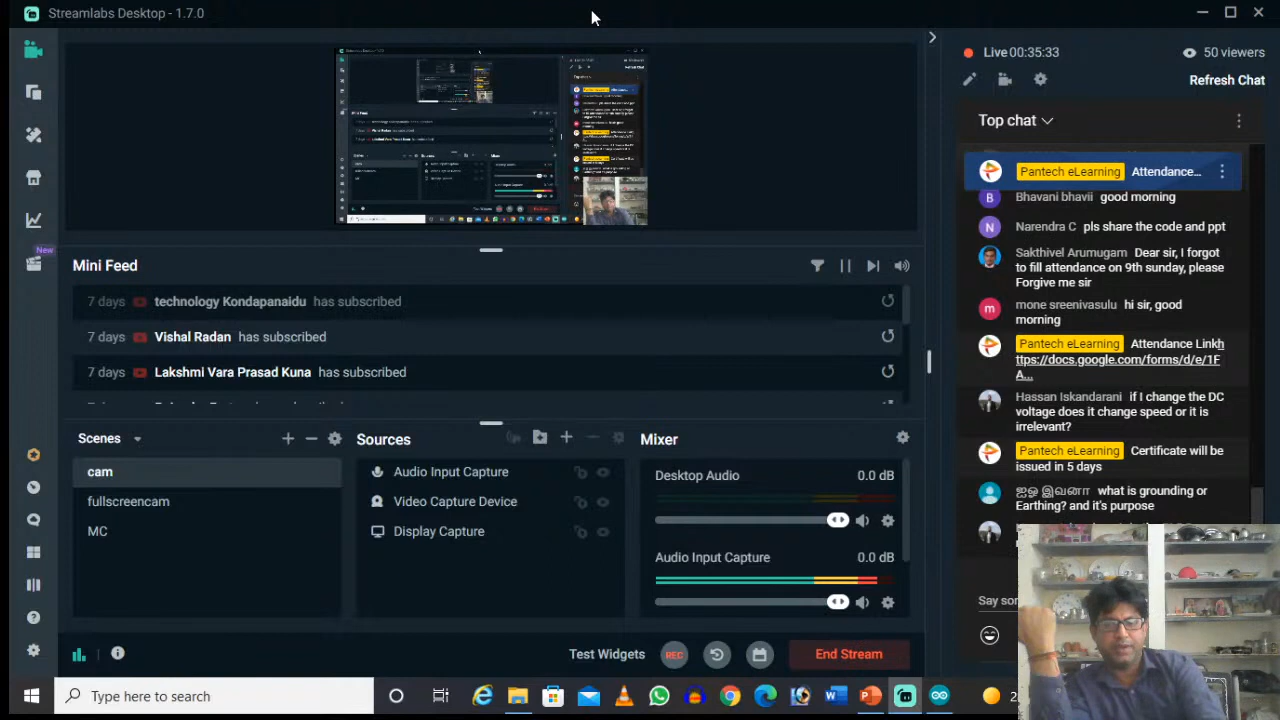 Streamlabs Desktop - 1.7.0
Live 00:35:33
50 viewers
Refresh Chat
Top chat
Pantech eLearning Attendance...
Bhavani bhavii good morning
Narendra C pls share the code and ppt
Sakthivel Arumugam Dear sir, I forgot
to fill attendance on 9th sunday, please
Forgive me sir
mone sreenivasulu hi sir, good
morning
Pantech eLearning Attendance Linkh
ttps://docs.google.com/forms/d/e/1F
A...
Hassan Iskandarani if I change the DC
voltage does it change speed or it is
irrelevant?
Pantech eLearning Certificate will be
issued in 5 days
ஐஓ இவனா what is grounding or
Earthing? and it's purpose
Say so
New
Mini Feed
7 days technology Kondapanaidu has subscribed
7 days Vishal Radan has subscribed
7 days Lakshmi Vara Prasad Kuna has subscribed
Scenes
cam
fullscreencam
MC
Sources
Audio Input Capture
Video Capture Device
Display Capture
Mixer
Desktop Audio 0.0 dB
Audio Input Capture 0.0 dB
Test Widgets
REC
End Stream
Type here to search